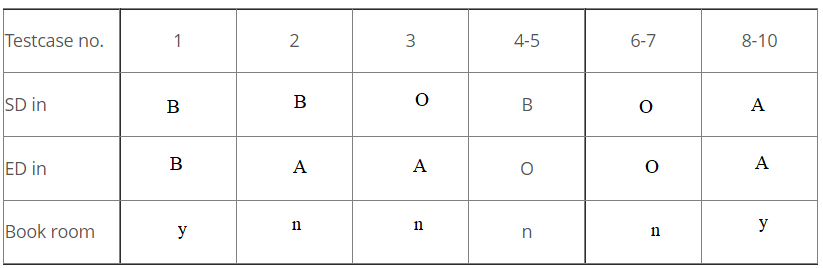 Testcase no. 1 2 3 4-5 6-7 8-10
SD in B B O B O A
ED in B A A O O A
Book room y n n n n y